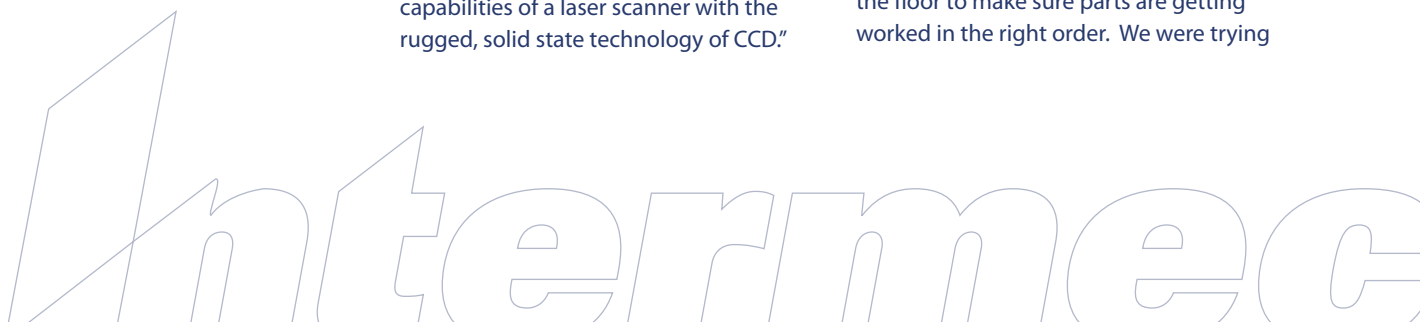 capabilities of a laser scanner with the
rugged, solid state technology of CCD.”
the floor to make sure parts are getting
worked in the right order.  We were trying
Intermec